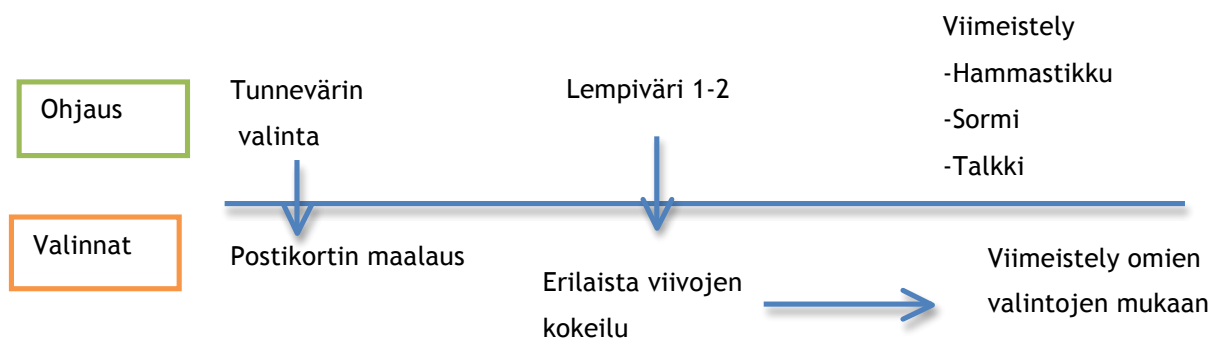 Ohjaus
Tunnevärin
valinta
Lempiväri 1-2
Viimeistely
-Hammastikku
-Sormi
-Talkki
Valinnat
Postikortin maalaus
Erilaista viivojen
kokeilu
Viimeistely omien
valintojen mukaan